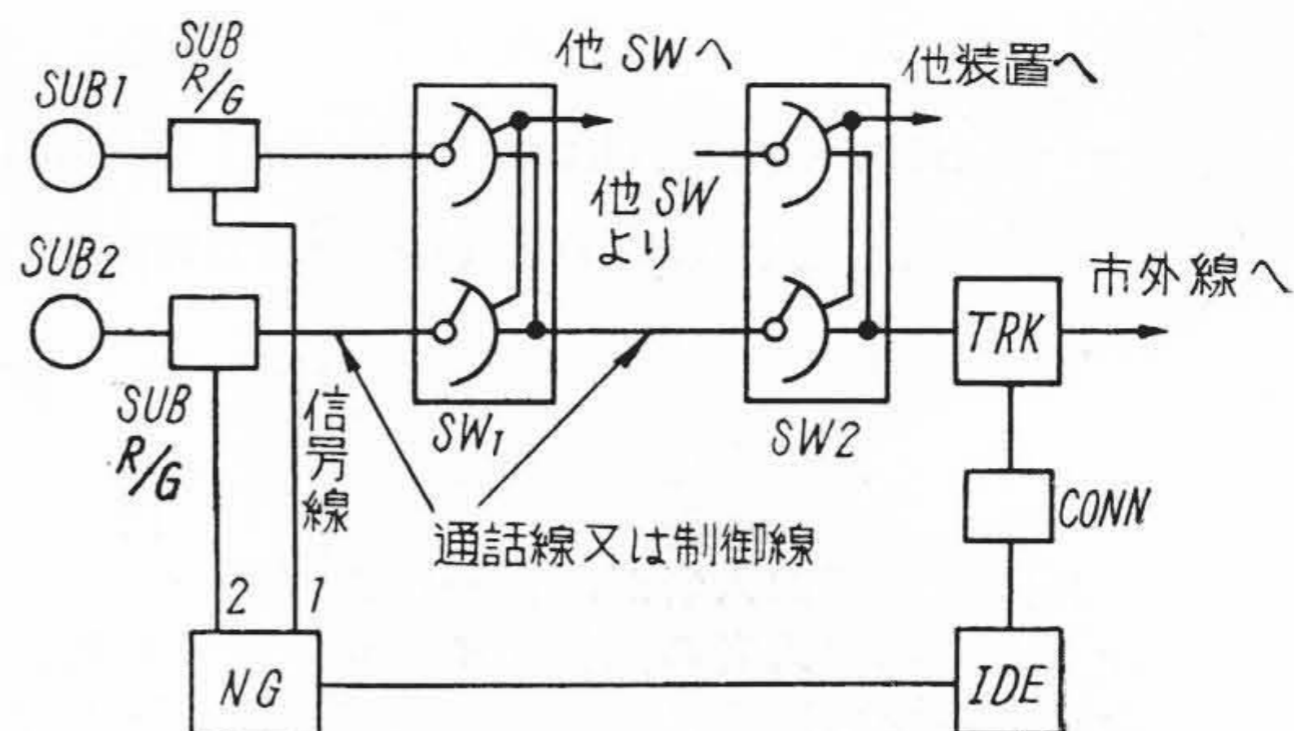 SUB1
SUB
R/G
他SWへ
他装置へ
他SW
より
SUB2
市外線へ
TRK
SUB
R/G
信号線
SW1
SW2
通話線又は制御線
CONN
2
1
NG
IDE